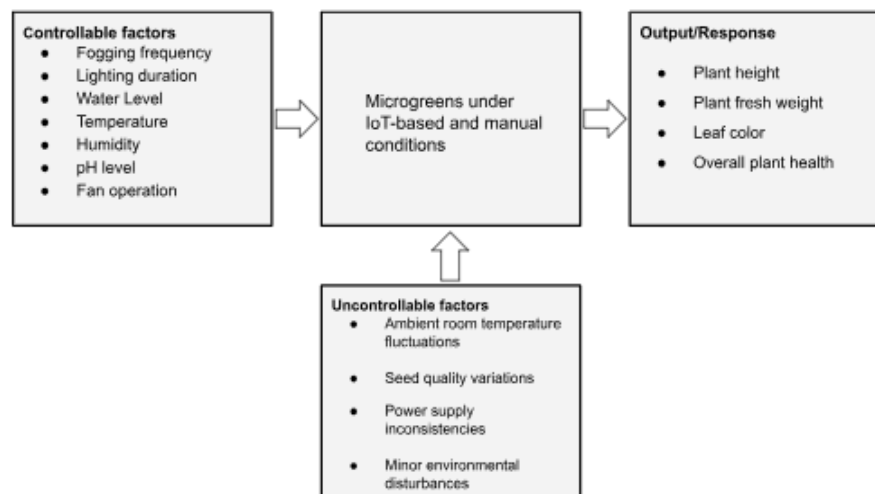 Controllable factors
● Fogging frequency
● Lighting duration
● Water Level
● Temperature
● Humidity
● pH level
● Fan operation
Microgreens under
IoT-based and manual
conditions
Output/Response
● Plant height
● Plant fresh weight
● Leaf color
● Overall plant health
Uncontrollable factors
● Ambient room temperature
fluctuations
● Seed quality variations
● Power supply
inconsistencies
● Minor environmental
disturbances